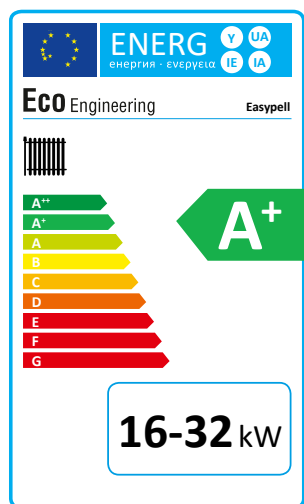 ENERG Y UA
енергия · ενεργεια IE IA
Eco Engineering Easypell
A++
A+
A
B
C
D
E
F
G
A+
16-32 kW